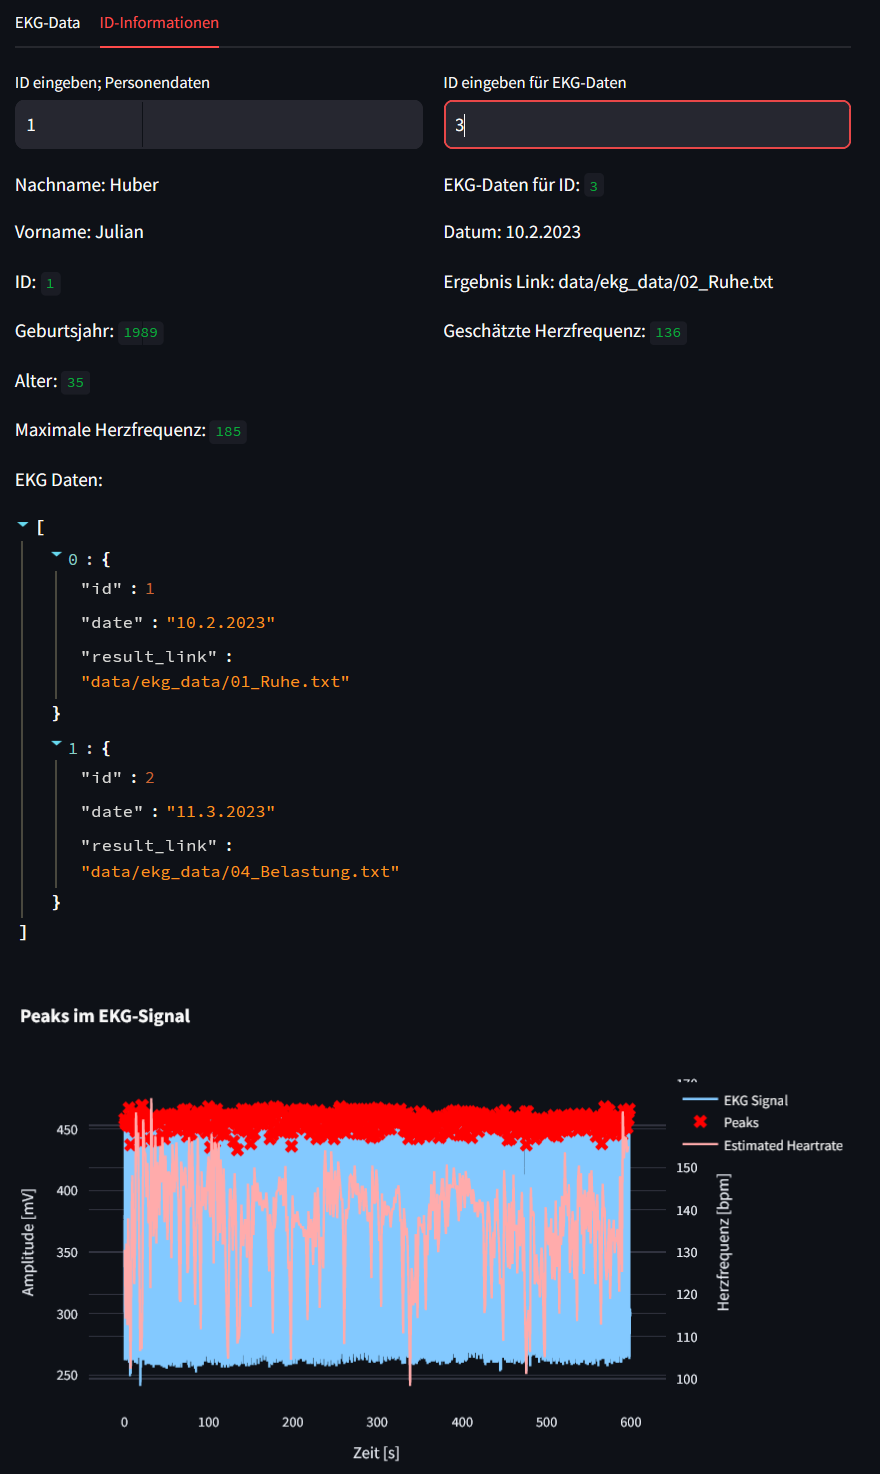 EKG-Data ID-Informationen
ID eingeben; Personendaten
1
Nachname: Huber
Vorname: Julian
ID: 1
Geburtsjahr: 1989
Alter: 35
Maximale Herzfrequenz: 185
EKG Daten:
[
0 : {
"id" : 1
"date" : "10.2.2023"
"result_link" :
"data/ekg_data/01_Ruhe.txt"
}
1 : {
"id" : 2
"date" : "11.3.2023"
"result_link" :
"data/ekg_data/04_Belastung.txt"
}
]
ID eingeben für EKG-Daten
3
EKG-Daten für ID: 3
Datum: 10.2.2023
Ergebnis Link: data/ekg_data/02_Ruhe.txt
Geschätzte Herzfrequenz: 136
Peaks im EKG-Signal
Amplitude [mV]
450
400
350
300
250
0 100 200 300 400 500 600
Zeit [s]
170
150
140
130
120
110
100
Herzfrequenz [bpm]
EKG Signal
Peaks
Estimated Heartrate